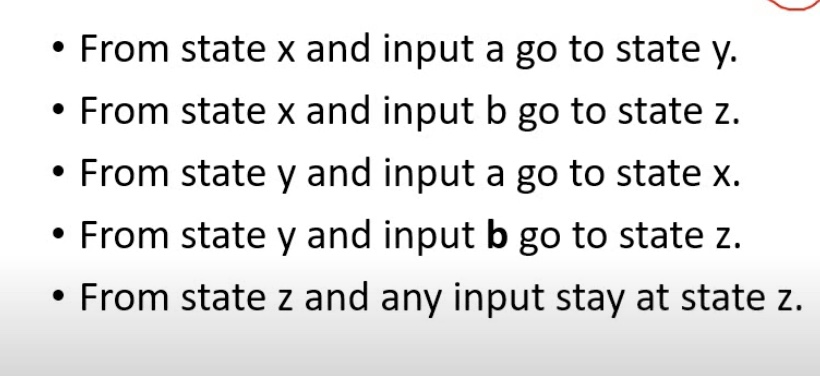 • From state x and input a go to state y.
• From state x and input b go to state z.
• From state y and input a go to state x.
• From state y and input b go to state z.
• From state z and any input stay at state z.